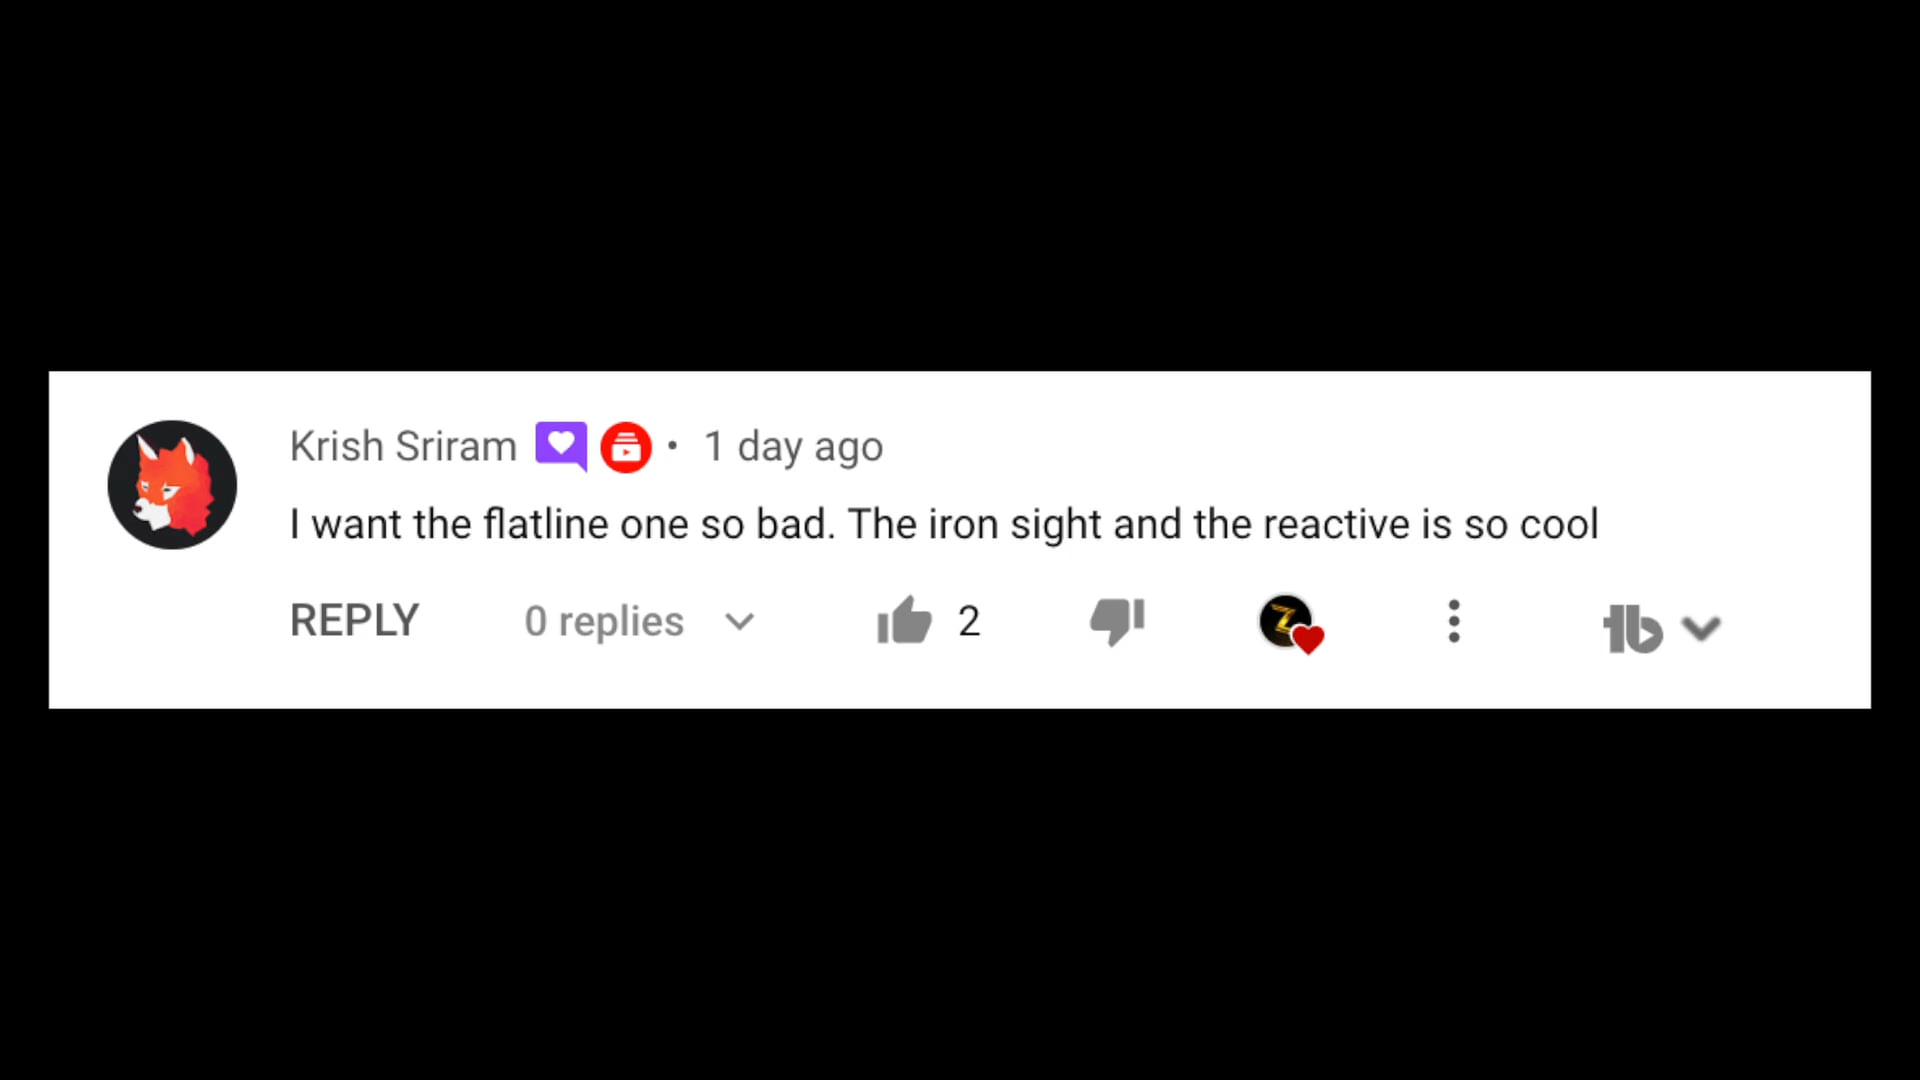 Krish Sriram • 1 day ago
I want the flatline one so bad. The iron sight and the reactive is so cool
REPLY 0 replies 2 Z tb